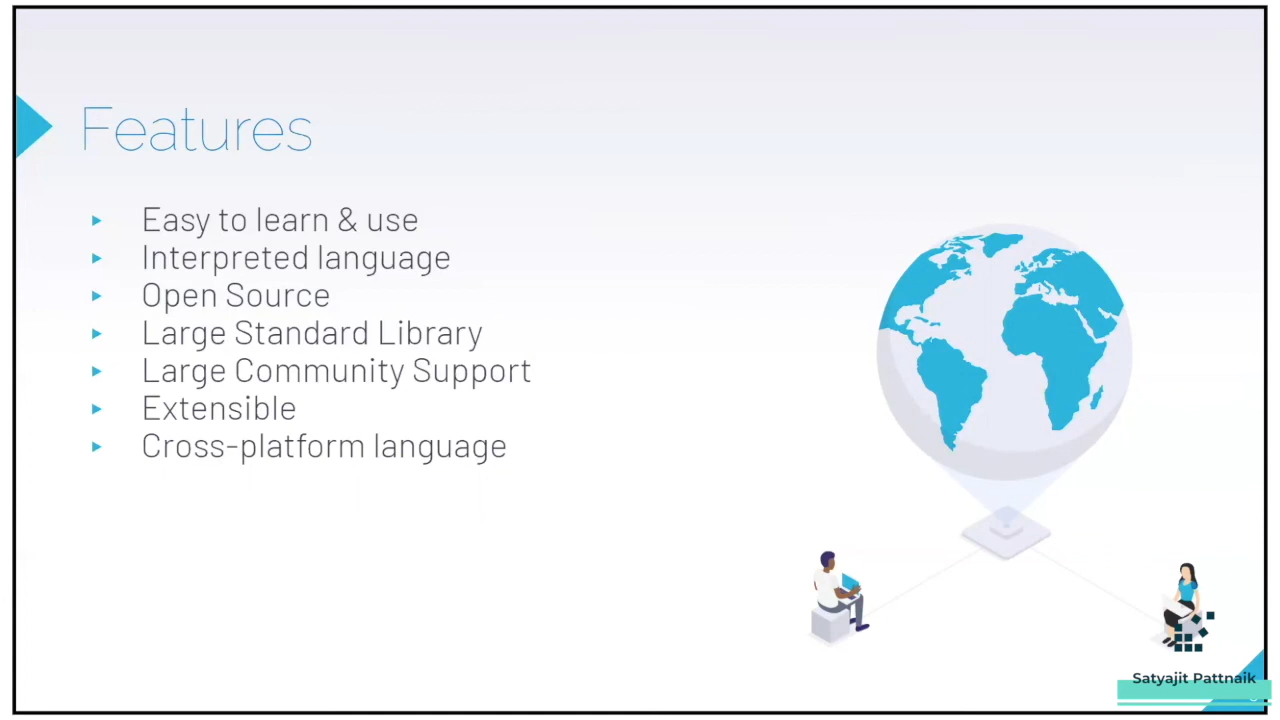 Features
Easy to learn & use
Interpreted language
Open Source
Large Standard Library
Large Community Support
Extensible
Cross-platform language
Satyajit Pattnaik